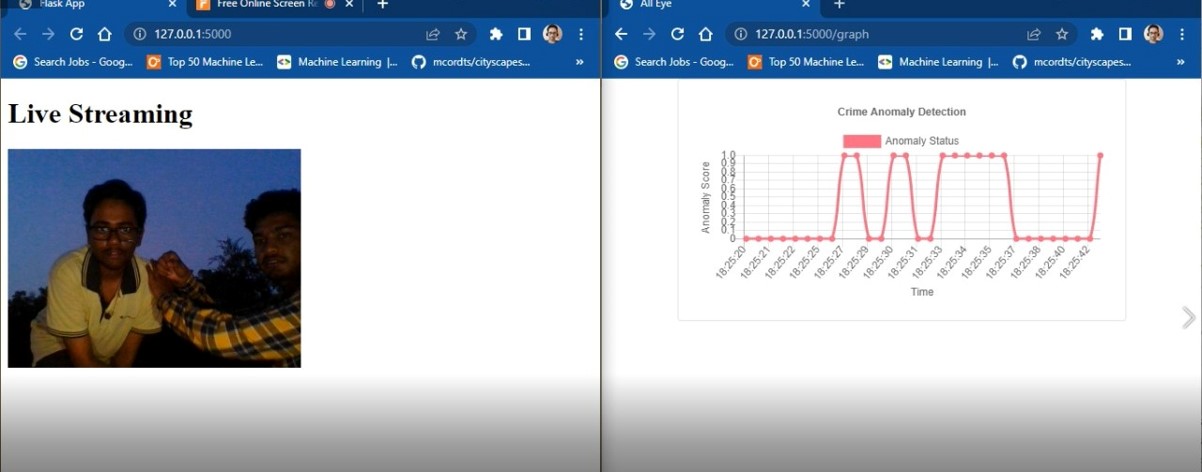 Flask App
Free Online Screen Re
127.0.0.1:5000
Search Jobs - Goog...
Top 50 Machine Le...
Machine Learning |...
mcordts/cityscapes...
»
Live Streaming
All Eye
127.0.0.1:5000/graph
Search Jobs - Goog...
Top 50 Machine Le...
Machine Learning |...
mcordts/cityscapes...
»
Crime Anomaly Detection
Anomaly Status
Anomaly Score
1.0
0.9
0.8
0.7
0.6
0.5
0.4
0.3
0.2
0.1
0
18:25:20
18:25:21
18:25:22
18:25:25
18:25:27
18:25:29
18:25:30
18:25:31
18:25:33
18:25:34
18:25:35
18:25:37
18:25:38
18:25:40
18:25:42
Time